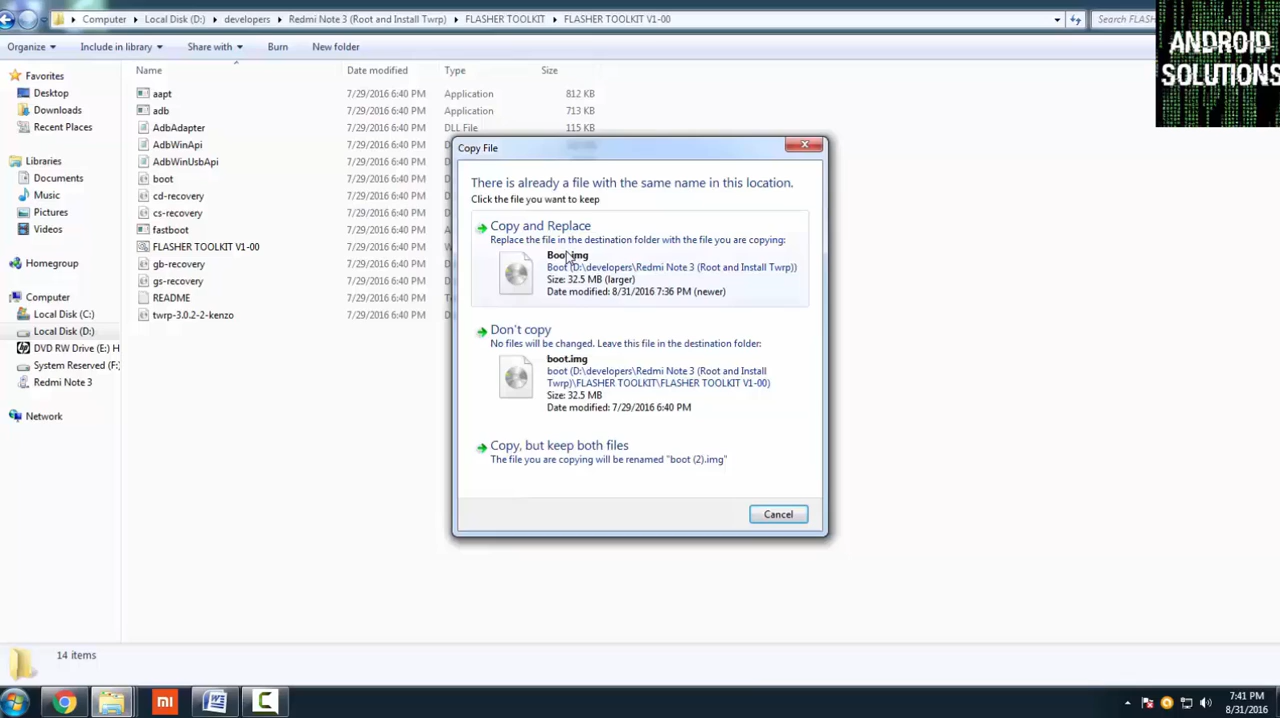 Computer ▸ Local Disk (D:) ▸ developers ▸ Redmi Note 3 (Root and Install Twrp) ▸ FLASHER TOOLKIT ▸ FLASHER TOOLKIT V1-00
Search FLASH
ANDROID
SOLUTIONS
Organize Include in library Share with Burn New folder
Name Date modified Type Size
Favorites
Desktop
Downloads
Recent Places
Libraries
Documents
Music
Pictures
Videos
Homegroup
Computer
Local Disk (C:)
Local Disk (D:)
DVD RW Drive (E:) H
System Reserved (F:
Redmi Note 3
Network
aapt 7/29/2016 6:40 PM Application 812 KB
adb 7/29/2016 6:40 PM Application 713 KB
AdbAdapter 7/29/2016 6:40 PM DLL File 115 KB
AdbWinApi 7/29/2016 6:40 PM
AdbWinUsbApi 7/29/2016 6:40 PM
boot 7/29/2016 6:40 PM
cd-recovery 7/29/2016 6:40 PM
cs-recovery 7/29/2016 6:40 PM
fastboot 7/29/2016 6:40 PM
FLASHER TOOLKIT V1-00 7/29/2016 6:40 PM
gb-recovery 7/29/2016 6:40 PM
gs-recovery 7/29/2016 6:40 PM
README 7/29/2016 6:40 PM
twrp-3.0.2-2-kenzo 7/29/2016 6:40 PM
Copy File
There is already a file with the same name in this location.
Click the file you want to keep
Copy and Replace
Replace the file in the destination folder with the file you are copying:
Boot.img
Boot (D:\developers\Redmi Note 3 (Root and Install Twrp))
Size: 32.5 MB (larger)
Date modified: 8/31/2016 7:36 PM (newer)
Don't copy
No files will be changed. Leave this file in the destination folder:
boot.img
boot (D:\developers\Redmi Note 3 (Root and Install
Twrp)\FLASHER TOOLKIT\FLASHER TOOLKIT V1-00)
Size: 32.5 MB
Date modified: 7/29/2016 6:40 PM
Copy, but keep both files
The file you are copying will be renamed "boot (2).img"
Cancel
14 items
7:41 PM
8/31/2016